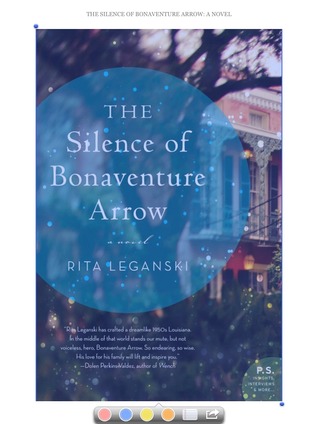 THE SILENCE OF BONAVENTURE ARROW: A NOVEL
THE
Silence of
Bonaventure
Arrow
a novel
RITA LEGANSKI
"Rita Leganski has crafted a dreamlike 1950s Louisiana.
In the middle of that world stands our mute, but not
voiceless, hero, Bonaventure Arrow. So endearing, so wise.
His love for his family will lift and inspire you."
—Dolen Perkins-Valdez, author of Wench
P.S.
INSIGHTS,
INTERVIEWS
& MORE...